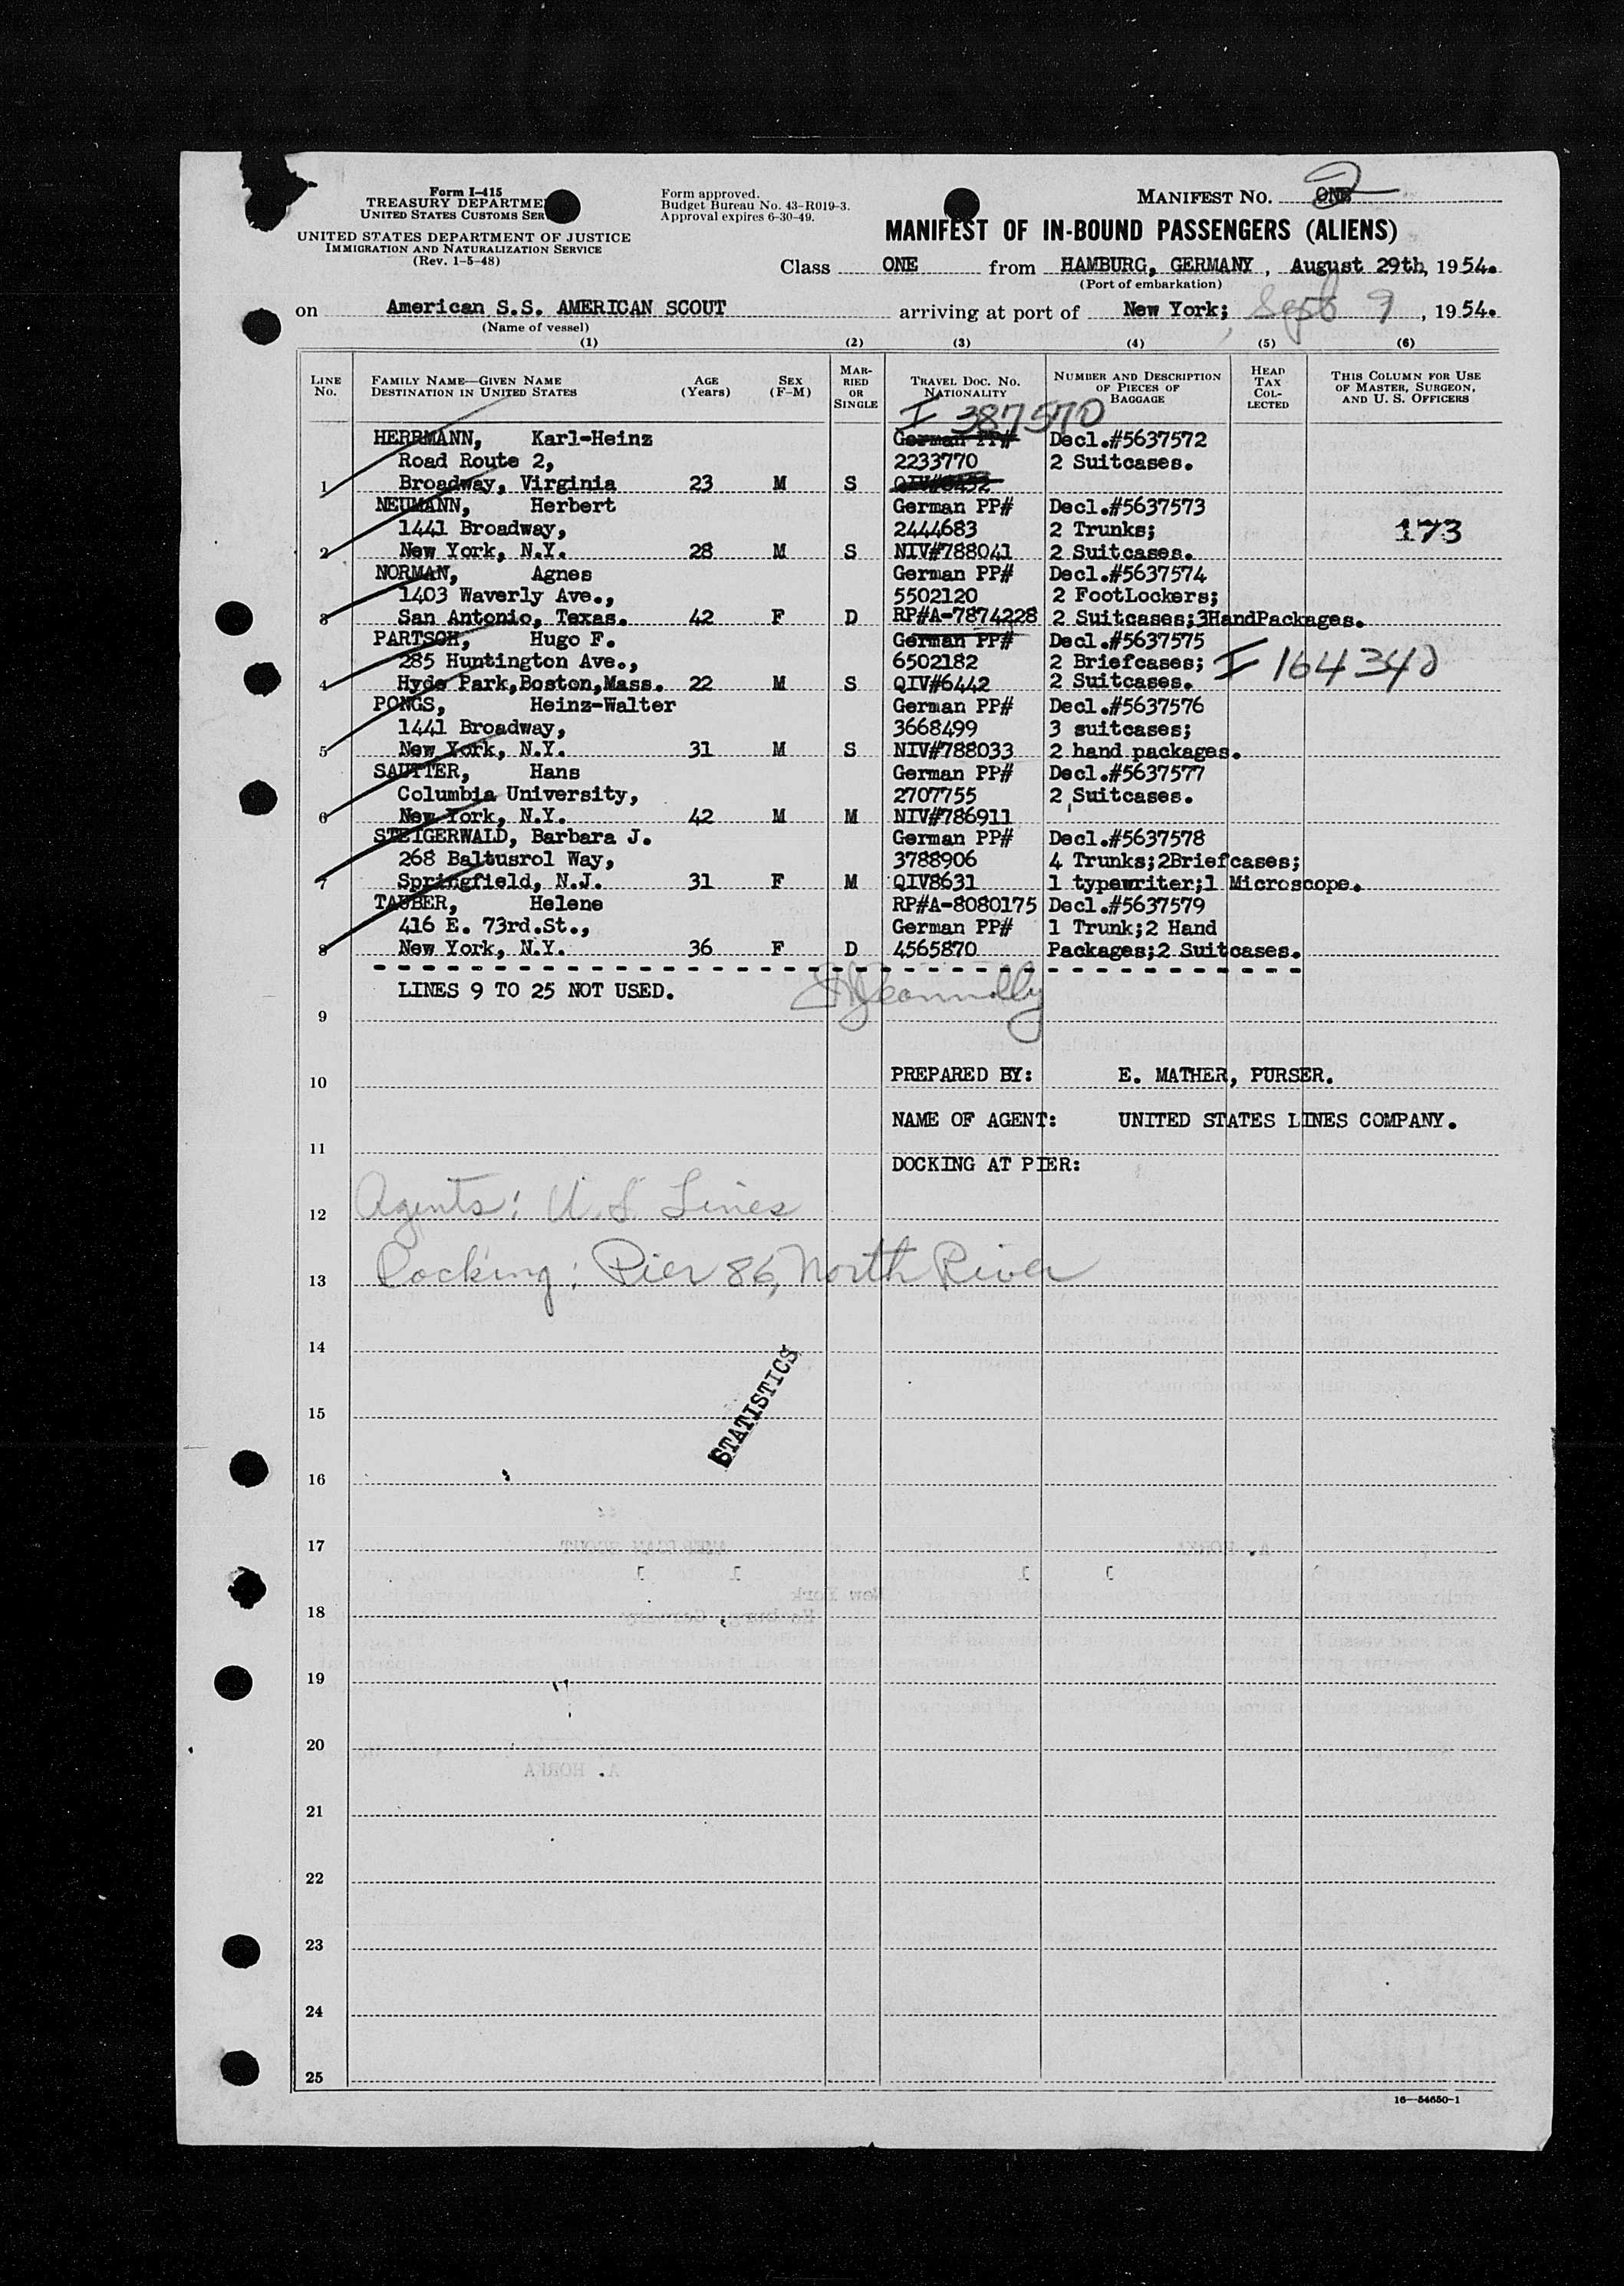 Form I-415
TREASURY DEPARTME
UNITED STATES CUSTOMS SER
UNITED STATES DEPARTMENT OF JUSTICE
IMMIGRATION AND NATURALIZATION SERVICE
(Rev. 1-5-48)
Form approved.
Budget Bureau No. 43-R019-3.
Approval expires 6-30-49.
MANIFEST NO. ONE 2
MANIFEST OF IN-BOUND PASSENGERS (ALIENS)
Class ONE from HAMBURG, GERMANY, August 29th, 1954.
(Port of embarkation)
on American S.S. AMERICAN SCOUT arriving at port of New York; Sept 9, 1954.
(Name of vessel)
(1) (2) (3) (4) (5) (6)
LINE No.
FAMILY NAME—GIVEN NAME
DESTINATION IN UNITED STATES
AGE (Years)
SEX (F-M)
MARRIED OR SINGLE
TRAVEL DOC. NO. NATIONALITY
NUMBER AND DESCRIPTION OF PIECES OF BAGGAGE
HEAD TAX COLLECTED
THIS COLUMN FOR USE OF MASTER, SURGEON, AND U. S. OFFICERS
I 387570
HERRMANN, Karl-Heinz German PP# Decl.#5637572
Road Route 2, 2233770 2 Suitcases.
1 Broadway, Virginia 23 M S QIV#6432
NEUMANN, Herbert German PP# Decl.#5637573
1441 Broadway, 2444683 2 Trunks; 173
2 New York, N.Y. 28 M S NIV#788041 2 Suitcases.
NORMAN, Agnes German PP# Decl.#5637574
1403 Waverly Ave., 5502120 2 FootLockers;
3 San Antonio, Texas. 42 F D RP#A-7874228 2 Suitcases;3HandPackages.
PARTSCH, Hugo F. German PP# Decl.#5637575
285 Huntington Ave., 6502182 2 Briefcases; I 164340
4 Hyde Park,Boston,Mass. 22 M S QIV#6442 2 Suitcases.
PONGS, Heinz-Walter German PP# Decl.#5637576
1441 Broadway, 3668499 3 suitcases;
5 New York, N.Y. 31 M S NIV#788033 2 hand packages.
SAUTTER, Hans German PP# Decl.#5637577
Columbia University, 2707755 2 Suitcases.
6 New York, N.Y. 42 M M NIV#786911
STEIGERWALD, Barbara J. German PP# Decl.#5637578
268 Baltusrol Way, 3788906 4 Trunks;2Briefcases;
7 Springfield, N.J. 31 F M QIV8631 1 typewriter;1 Microscope.
TAUBER, Helene RP#A-8080175 Decl.#5637579
416 E. 73rd.St., German PP# 1 Trunk;2 Hand
8 New York, N.Y. 36 F D 4565870 Packages;2 Suitcases.
LINES 9 TO 25 NOT USED.
9
10 PREPARED BY: E. MATHER, PURSER.
NAME OF AGENT: UNITED STATES LINES COMPANY.
11
DOCKING AT PIER:
12 Agents: U.S. Lines
13 Docking: Pier 86, North River
14
STATISTICS
15
16
17
18
19
20
21
22
23
24
25
16—54650-1